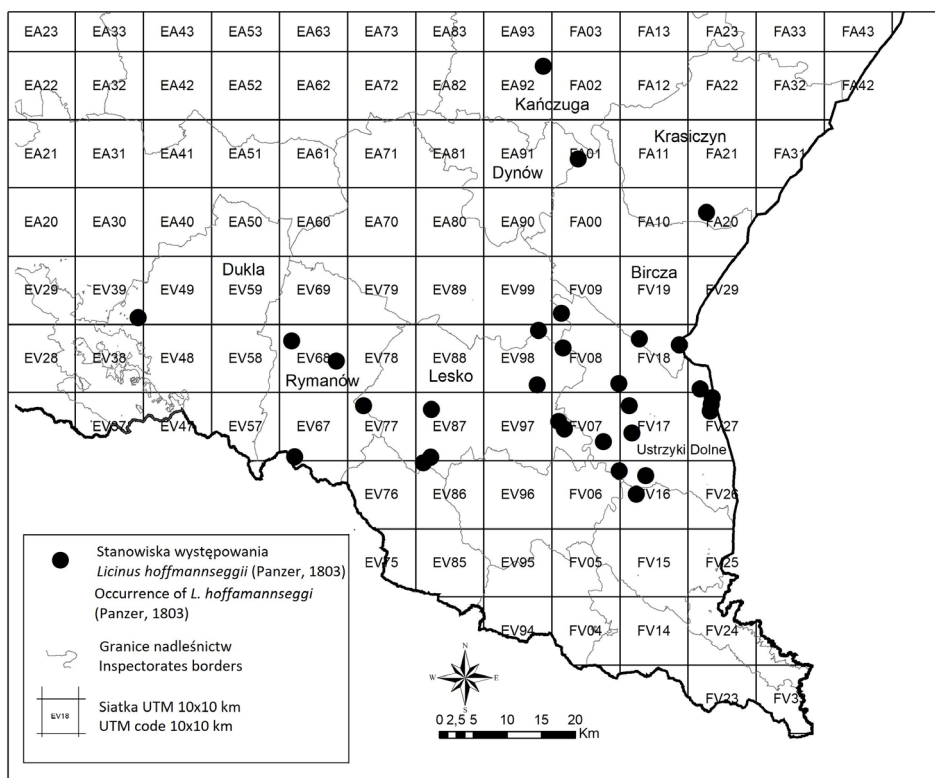 EA23 EA33 EA43 EA53 EA63 EA73 EA83 EA93 FA03 FA13 FA23 FA33 FA43
EA22 EA32 EA42 EA52 EA62 EA72 EA82 EA92 FA02 FA12 FA22 FA32 FA42
Kańczuga
Krasiczyn
EA21 EA31 EA41 EA51 EA61 EA71 EA81 EA91 FA01 FA11 FA21 FA31
Dynów
EA20 EA30 EA40 EA50 EA60 EA70 EA80 EA90 FA00 FA10 FA20
Dukla Bircza
EV29 EV39 EV49 EV59 EV69 EV79 EV89 EV99 FV09 FV19 FV29
EV28 EV38 EV48 EV58 EV68 EV78 EV88 EV98 FV08 FV18
Rymanów Lesko
EV37 EV47 EV57 EV67 EV77 EV87 EV97 FV07 FV17 FV27
Ustrzyki Dolne
EV76 EV86 EV96 FV06 FV16 FV26
EV75 EV85 EV95 FV05 FV15 FV25
EV94 FV04 FV14 FV24
FV23 FV3
Stanowiska występowania
Licinus hoffmannseggii (Panzer, 1803)
Occurrence of L. hoffamannseggi
(Panzer, 1803)
Granice nadleśnictw
Inspectorates borders
EV18
Siatka UTM 10x10 km
UTM code 10x10 km
N
W E
S
0 2,5 5 10 15 20
Km